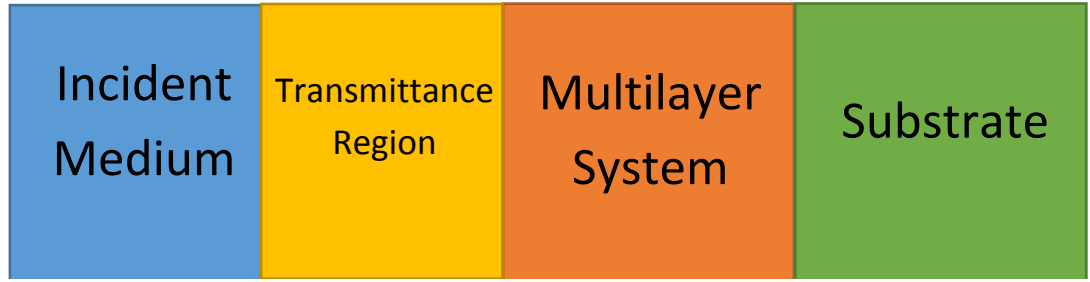 Incident
Medium
Transmittance
Region
Multilayer
System
Substrate